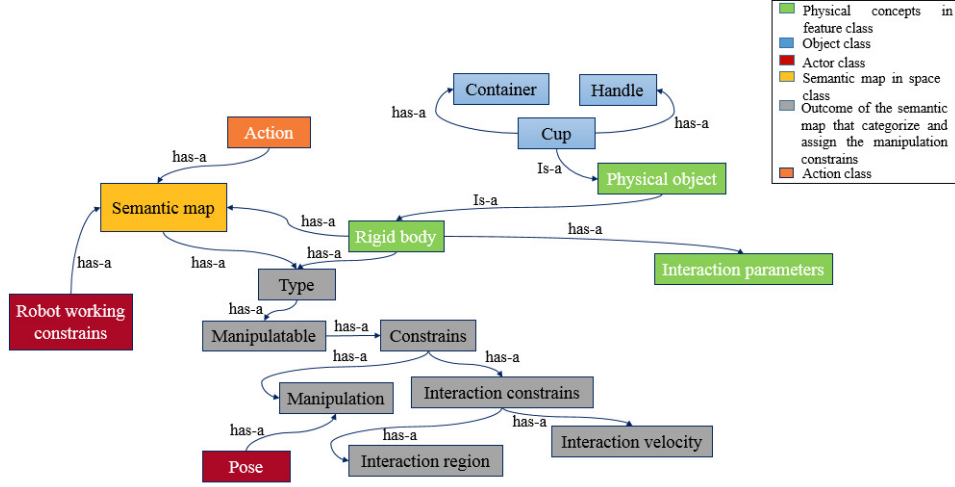 Physical concepts in
feature class
Object class
Actor class
Semantic map in space
class
Outcome of the semantic
map that categorize and
assign the manipulation
constrains
Action class
Container
Handle
has-a
has-a
Cup
Action
has-a
Is-a
Physical object
Semantic map
Is-a
has-a
Rigid body
has-a
has-a
has-a
has-a
Interaction parameters
Type
has-a
Robot working
constrains
Manipulatable
has-a
Constrains
has-a
has-a
Manipulation
Interaction constrains
has-a
has-a
has-a
Interaction velocity
Pose
Interaction region